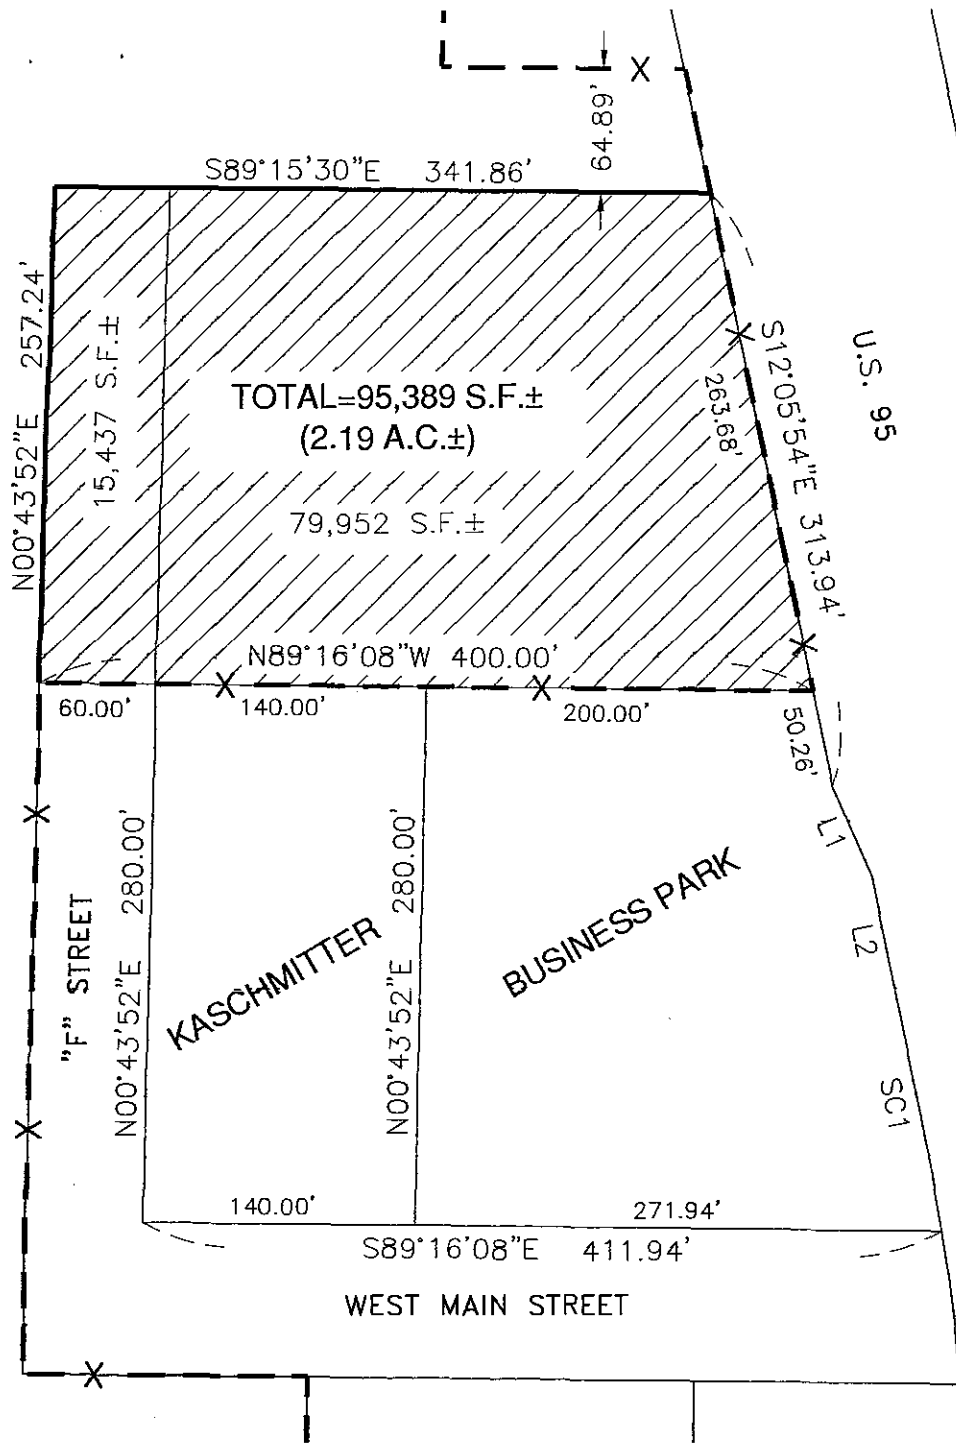 64.89'
S89°15'30"E 341.86'
N00°43'52"E 257.24'
15,437 S.F.±
TOTAL=95,389 S.F.±
(2.19 A.C.±)
79,952 S.F.±
263.68'
S12°05'54"E 313.94'
U.S. 95
N89°16'08"W 400.00'
60.00'
140.00'
200.00'
50.26'
L1
L2
SC1
"F" STREET
N00°43'52"E 280.00'
KASCHMITTER
N00°43'52"E 280.00'
BUSINESS PARK
140.00'
271.94'
S89°16'08"E 411.94'
WEST MAIN STREET